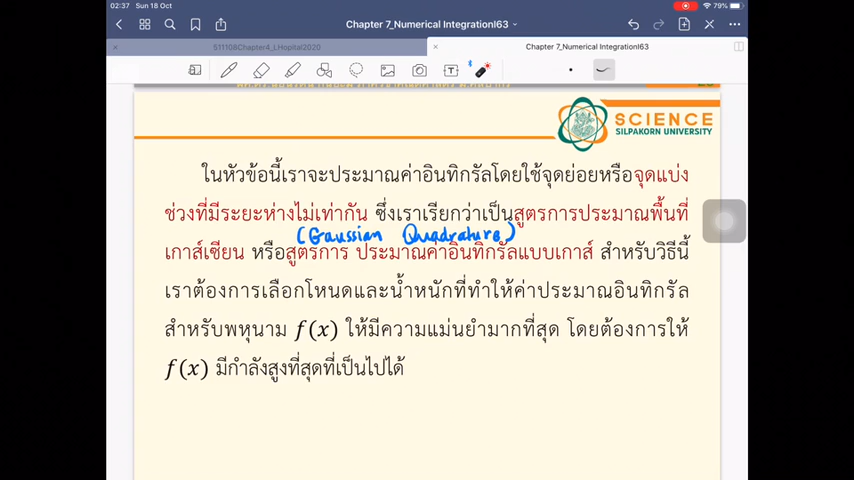 02:37 Sun 18 Oct
79%
Chapter 7_Numerical Integration|63
511108Chapter4_LHopital2020
Chapter 7_Numerical Integration|63
SCIENCE
SILPAKORN UNIVERSITY
ในหัวข้อนี้เราจะประมาณค่าอินทิกรัลโดยใช้จุดย่อยหรือจุดแบ่ง
ช่วงที่มีระยะห่างไม่เท่ากัน ซึ่งเราเรียกว่าเป็นสูตรการประมาณพื้นที่
(Gaussian Quadrature)
เกาส์เซียน หรือสูตรการ ประมาณค่าอินทิกรัลแบบเกาส์ สำหรับวิธีนี้
เราต้องการเลือกโหนดและน้ำหนักที่ทำให้ค่าประมาณอินทิกรัล
สำหรับพหุนาม f(x) ให้มีความแม่นยำมากที่สุด โดยต้องการให้
f(x) มีกำลังสูงที่สุดที่เป็นไปได้